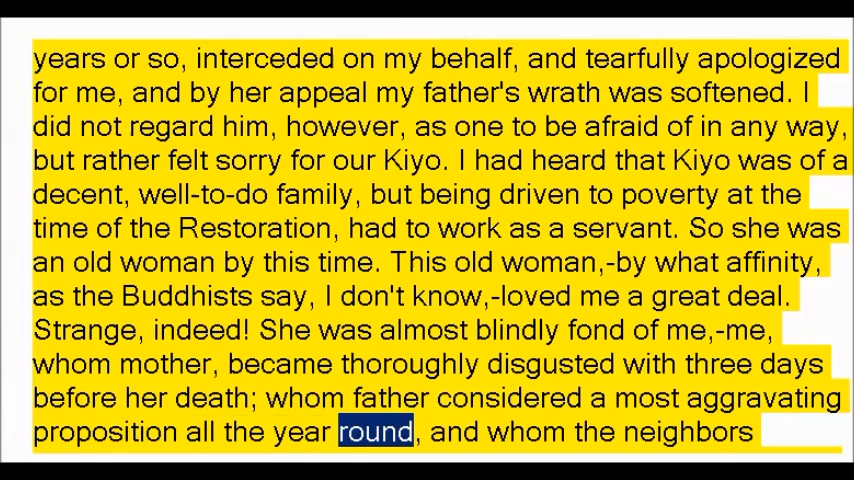 years or so, interceded on my behalf, and tearfully apologized
for me, and by her appeal my father's wrath was softened. I
did not regard him, however, as one to be afraid of in any way,
but rather felt sorry for our Kiyo. I had heard that Kiyo was of a
decent, well-to-do family, but being driven to poverty at the
time of the Restoration, had to work as a servant. So she was
an old woman by this time. This old woman,-by what affinity,
as the Buddhists say, I don't know,-loved me a great deal.
Strange, indeed! She was almost blindly fond of me,-me,
whom mother, became thoroughly disgusted with three days
before her death; whom father considered a most aggravating
proposition all the year round, and whom the neighbors